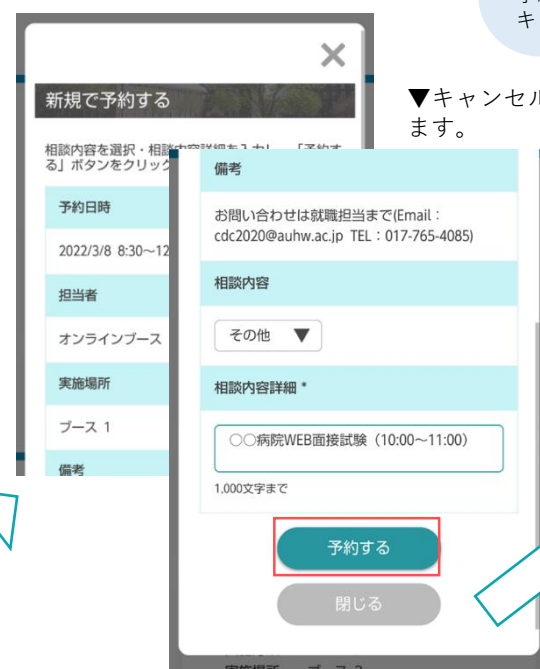 キ
▼キャンセル
ます。
新規で予約する
相談内容を選択・相談内容詳細を入力し、「予約す
る」ボタンをクリック
予約日時
2022/3/8 8:30～12
担当者
オンラインブース
実施場所
ブース 1
備考
備考
お問い合わせは就職担当まで(Email：
cdc2020@auhw.ac.jp TEL：017-765-4085)
相談内容
その他 ▼
相談内容詳細 *
○○病院WEB面接試験（10:00～11:00）
1,000文字まで
予約する
閉じる